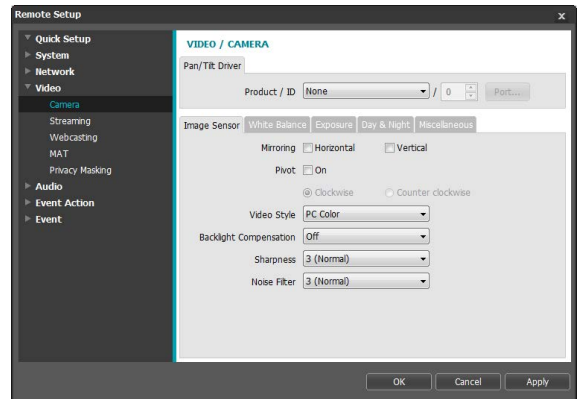 Remote Setup x
Quick Setup
System
Network
Video
Camera
Streaming
Webcasting
MAT
Privacy Masking
Audio
Event Action
Event
VIDEO / CAMERA
Pan/Tilt Driver
Product / ID None / 0 Port...
Image Sensor White Balance Exposure Day & Night Miscellaneous
Mirroring Horizontal Vertical
Pivot On
Clockwise Counter clockwise
Video Style PC Color
Backlight Compensation Off
Sharpness 3 (Normal)
Noise Filter 3 (Normal)
OK Cancel Apply